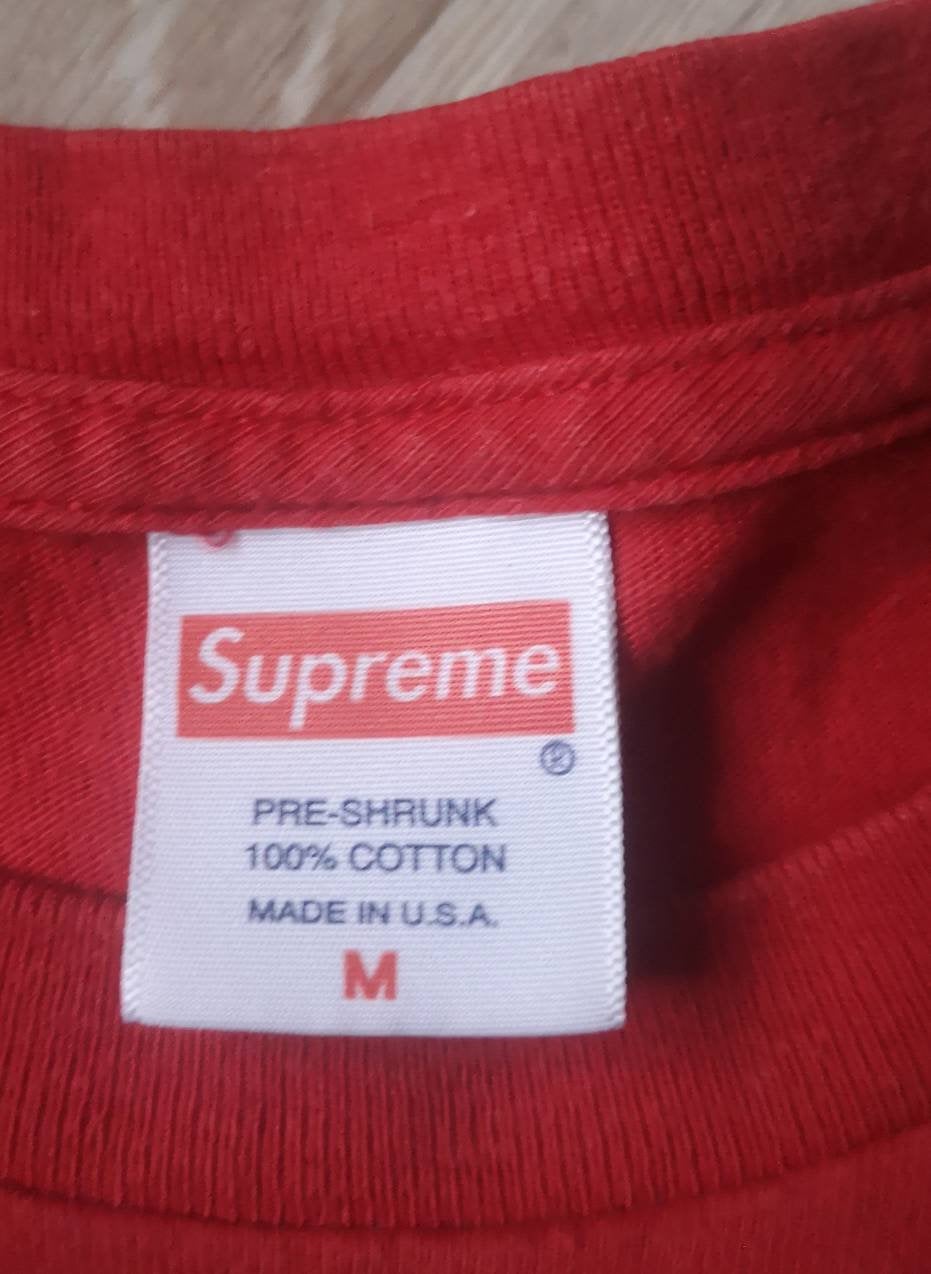 Supreme
®
PRE-SHRUNK
100% COTTON
MADE IN U.S.A.
M